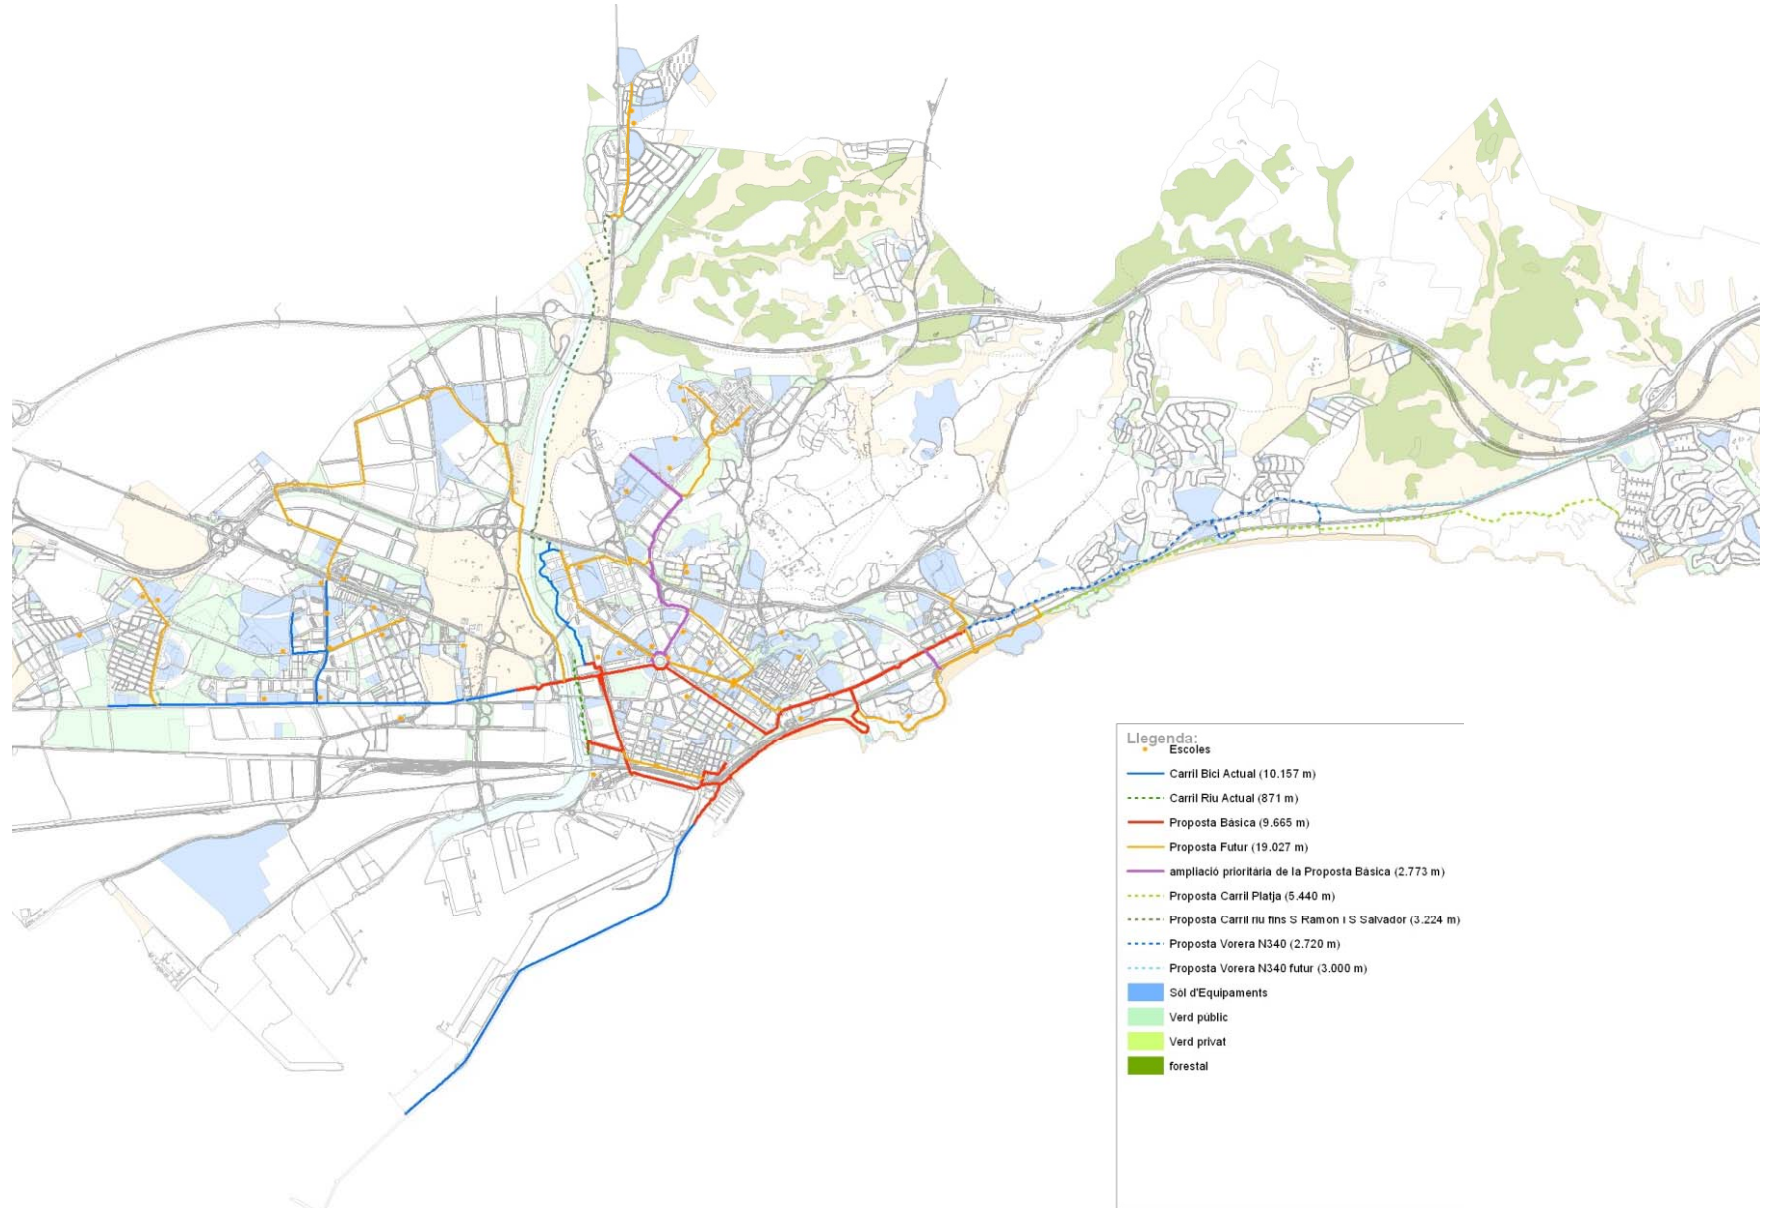 Llegenda:
Escoles
Carril Bici Actual (10.157 m)
Carril Riu Actual (871 m)
Proposta Bàsica (9.665 m)
Proposta Futur (19.027 m)
ampliació prioritària de la Proposta Bàsica (2.773 m)
Proposta Carril Platja (5.440 m)
Proposta Carril riu fins S Ramon i S Salvador (3.224 m)
Proposta Vorera N340 (2.720 m)
Proposta Vorera N340 futur (3.000 m)
Sòl d'Equipaments
Verd públic
Verd privat
forestal